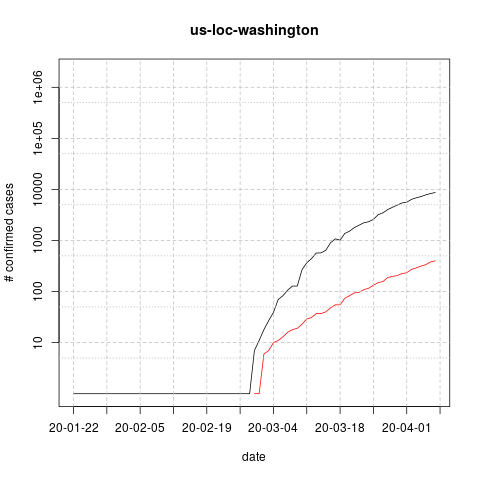 us-loc-washington
# confirmed cases
1e+06
1e+05
10000
1000
100
10
20-01-22 20-02-05 20-02-19 20-03-04 20-03-18 20-04-01
date